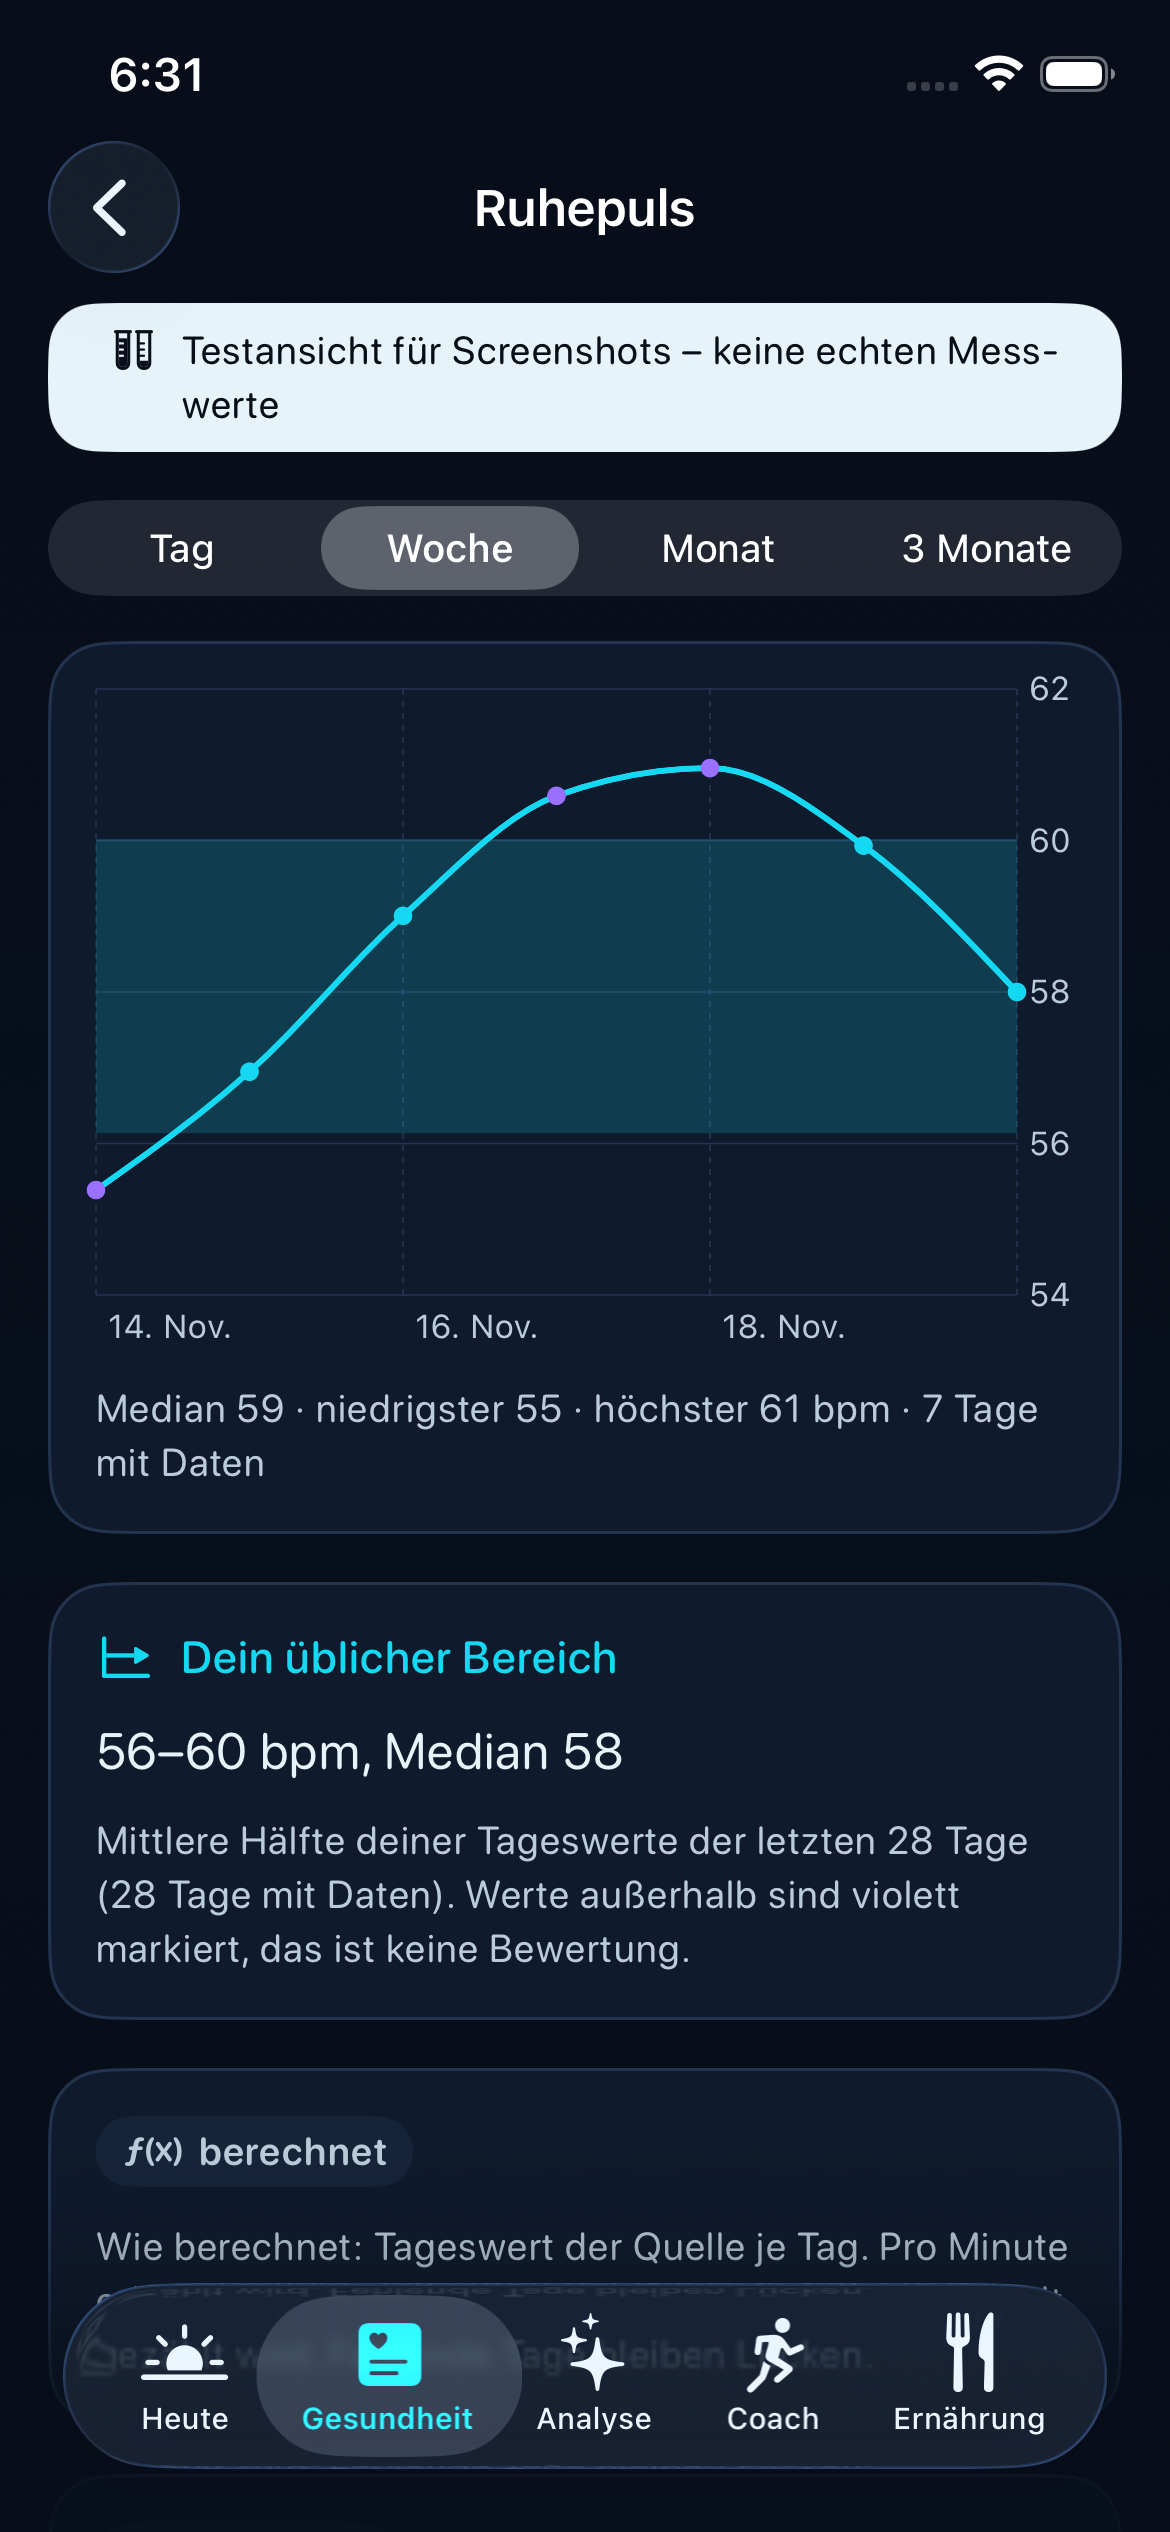 6:31
Ruhepuls
Testansicht für Screenshots – keine echten Mess-
werte
Tag Woche Monat 3 Monate
62
60
58
56
54
14. Nov. 16. Nov. 18. Nov.
Median 59 · niedrigster 55 · höchster 61 bpm · 7 Tage
mit Daten
Dein üblicher Bereich
56–60 bpm, Median 58
Mittlere Hälfte deiner Tageswerte der letzten 28 Tage
(28 Tage mit Daten). Werte außerhalb sind violett
markiert, das ist keine Bewertung.
f(x) berechnet
Wie berechnet: Tageswert der Quelle je Tag. Pro Minute
Heute Gesundheit Analyse Coach Ernährung